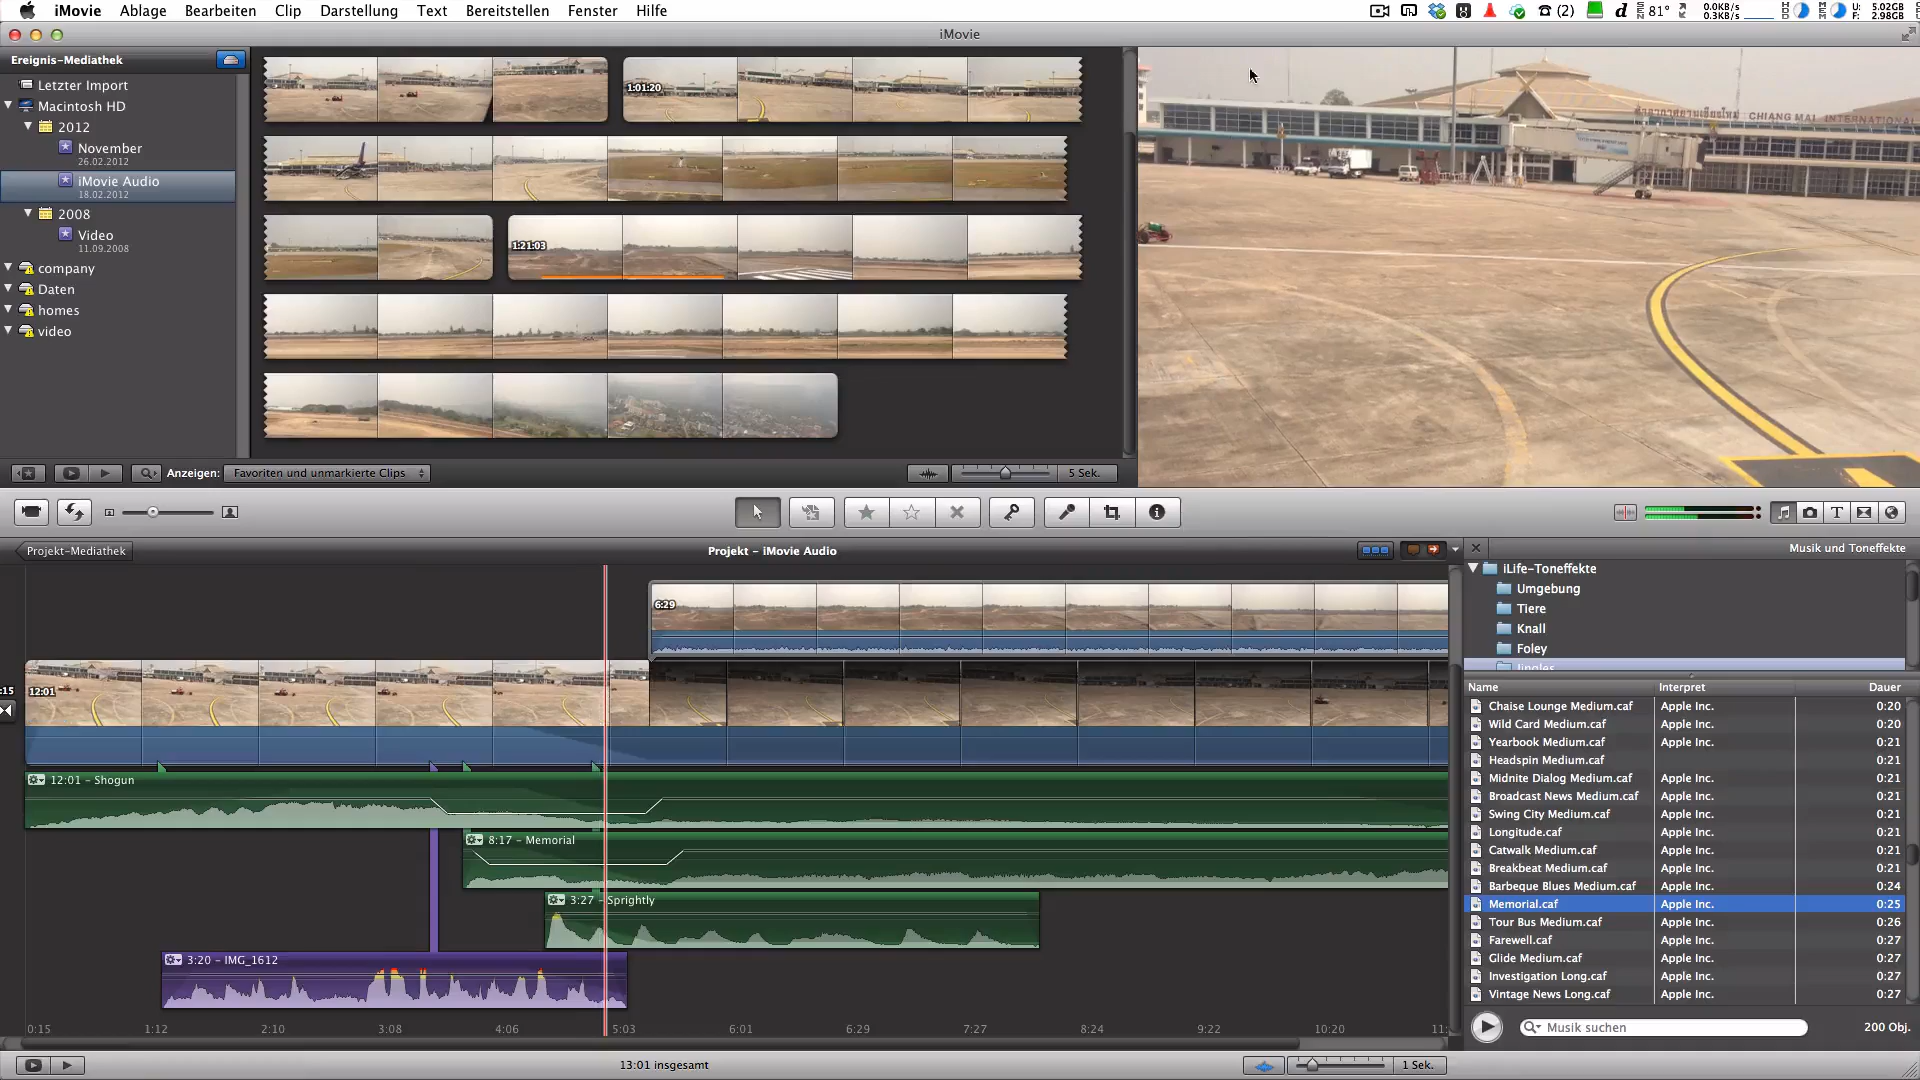 iMovie Ablage Bearbeiten Clip Darstellung Text Bereitstellen Fenster Hilfe
(2) d 81° 0.0KB/s 0.3KB/s U: 5.02GB F: 2.98GB
iMovie
Ereignis-Mediathek
Letzter Import
Macintosh HD
2012
November
26.02.2012
iMovie Audio
18.02.2012
2008
Video
11.09.2008
company
Daten
homes
video
1:01:20
1:21:03
CHIANG MAI INTERNATIONAL
Anzeigen: Favoriten und unmarkierte Clips
5 Sek.
Projekt-Mediathek
Projekt – iMovie Audio
Musik und Toneffekte
iLife-Toneffekte
Umgebung
Tiere
Knall
Foley
Jingles
6:29
:15
12:01
12:01 – Shogun
8:17 – Memorial
3:27 – Sprightly
3:20 – IMG_1612
0:15 1:12 2:10 3:08 4:06 5:03 6:01 6:29 7:27 8:24 9:22 10:20 11:
Name Interpret Dauer
Chaise Lounge Medium.caf Apple Inc. 0:20
Wild Card Medium.caf Apple Inc. 0:20
Yearbook Medium.caf Apple Inc. 0:21
Headspin Medium.caf 0:21
Midnite Dialog Medium.caf Apple Inc. 0:21
Broadcast News Medium.caf Apple Inc. 0:21
Swing City Medium.caf Apple Inc. 0:21
Longitude.caf Apple Inc. 0:21
Catwalk Medium.caf Apple Inc. 0:21
Breakbeat Medium.caf Apple Inc. 0:21
Barbeque Blues Medium.caf Apple Inc. 0:24
Memorial.caf Apple Inc. 0:25
Tour Bus Medium.caf Apple Inc. 0:26
Farewell.caf Apple Inc. 0:27
Glide Medium.caf Apple Inc. 0:27
Investigation Long.caf Apple Inc. 0:27
Vintage News Long.caf Apple Inc. 0:27
Musik suchen
200 Obj.
13:01 insgesamt
1 Sek.